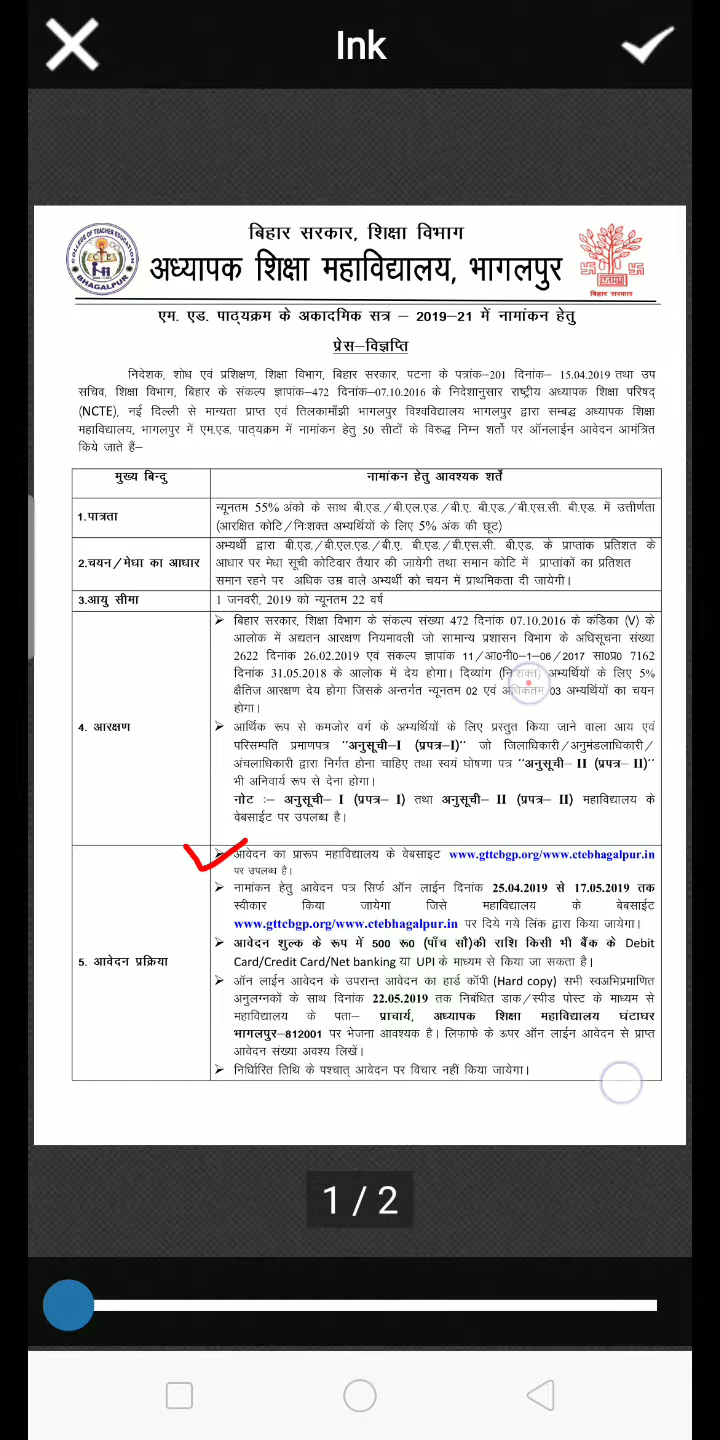 Ink
बिहार सरकार, शिक्षा विभाग
अध्यापक शिक्षा महाविद्यालय, भागलपुर
COLLEGE OF TEACHER EDUCATION
CTE
BHAGALPUR
बिहार सरकार
एम. एड. पाठ्यक्रम के अकादमिक सत्र – 2019–21 में नामांकन हेतु
प्रेस–विज्ञप्ति
निदेशक, शोध एवं प्रशिक्षण, शिक्षा विभाग, बिहार सरकार, पटना के पत्रांक–201 दिनांक– 15.04.2019 तथा उप
सचिव, शिक्षा विभाग, बिहार के संकल्प ज्ञापांक–472 दिनांक–07.10.2016 के निदेशानुसार राष्ट्रीय अध्यापक शिक्षा परिषद्
(NCTE), नई दिल्ली से मान्यता प्राप्त एवं तिलकामाँझी भागलपुर विश्वविद्यालय भागलपुर द्वारा सम्बद्ध अध्यापक शिक्षा
महाविद्यालय, भागलपुर में एम.एड. पाठ्यक्रम में नामांकन हेतु 50 सीटों के विरुद्ध निम्न शर्तो पर ऑनलाईन आवेदन आमंत्रित
किये जाते हैं–
मुख्य बिन्दु नामांकन हेतु आवश्यक शर्ते
1.पात्रता
न्यूनतम 55% अंको के साथ बी.एड./बी.एल.एड./बी.ए. बी.एड./बी.एस.सी. बी.एड. में उत्तीर्णता
(आरक्षित कोटि/निःशक्त अभ्यर्थियों के लिए 5% अंक की छूट)
2.चयन/मेधा का आधार
अभ्यर्थी द्वारा बी.एड./बी.एल.एड./बी.ए. बी.एड./बी.एस.सी. बी.एड. के प्राप्तांक प्रतिशत के
आधार पर मेधा सूची कोटिवार तैयार की जायेगी तथा समान कोटि में प्राप्तांकों का प्रतिशत
समान रहने पर अधिक उम्र वाले अभ्यर्थी को चयन में प्राथमिकता दी जायेगी।
3.आयु सीमा 1 जनवरी, 2019 को न्यूनतम 22 वर्ष
4. आरक्षण
➢ बिहार सरकार, शिक्षा विभाग के संकल्प संख्या 472 दिनांक 07.10.2016 के कंडिका (V) के
आलोक में अद्यतन आरक्षण नियमावली जो सामान्य प्रशासन विभाग के अधिसूचना संख्या
2622 दिनांक 26.02.2019 एवं संकल्प ज्ञापांक 11/आ0नी0–1–06/2017 सा0प्र0 7162
दिनांक 31.05.2018 के आलोक में देय होगा। दिव्यांग (निःशक्त) अभ्यर्थियों के लिए 5%
क्षैतिज आरक्षण देय होगा जिसके अन्तर्गत न्यूनतम 02 एवं अधिकतम 03 अभ्यर्थियों का चयन
होगा।
➢ आर्थिक रूप से कमजोर वर्ग के अभ्यर्थियों के लिए प्रस्तुत किया जाने वाला आय एवं
परिसम्पति प्रमाणपत्र "अनुसूची–I (प्रपत्र–I)" जो जिलाधिकारी/अनुमंडलाधिकारी/
अंचलाधिकारी द्वारा निर्गत होना चाहिए तथा स्वयं घोषणा पत्र "अनुसूची– II (प्रपत्र– II)"
भी अनिवार्य रूप से देना होगा।
नोट :– अनुसूची– I (प्रपत्र– I) तथा अनुसूची– II (प्रपत्र– II) महाविद्यालय के
वेबसाईट पर उपलब्ध है।
5. आवेदन प्रक्रिया
➢ आवेदन का प्रारूप महाविद्यालय के वेबसाइट www.gttcbgp.org/www.ctebhagalpur.in
पर उपलब्ध है।
➢ नामांकन हेतु आवेदन पत्र सिर्फ ऑन लाईन दिनांक 25.04.2019 से 17.05.2019 तक
स्वीकार किया जायेगा जिसे महाविद्यालय के बेबसाईट
www.gttcbgp.org/www.ctebhagalpur.in पर दिये गये लिंक द्वारा किया जायेगा।
➢ आवेदन शुल्क के रूप में 500 रू0 (पाँच सौ)की राशि किसी भी बैंक के Debit
Card/Credit Card/Net banking या UPI के माध्यम से किया जा सकता है।
➢ ऑन लाईन आवेदन के उपरान्त आवेदन का हार्ड कॉपी (Hard copy) सभी स्वअभिप्रमाणित
अनुलग्नकों के साथ दिनांक 22.05.2019 तक निबंधित डाक/स्पीड पोस्ट के माध्यम से
महाविद्यालय के पता– प्राचार्य, अध्यापक शिक्षा महाविद्यालय घंटाघर
भागलपुर–812001 पर भेजना आवश्यक है। लिफाफे के ऊपर ऑन लाईन आवेदन से प्राप्त
आवेदन संख्या अवश्य लिखें।
➢ निर्धारित तिथि के पश्चात् आवेदन पर विचार नहीं किया जायेगा।
1 / 2